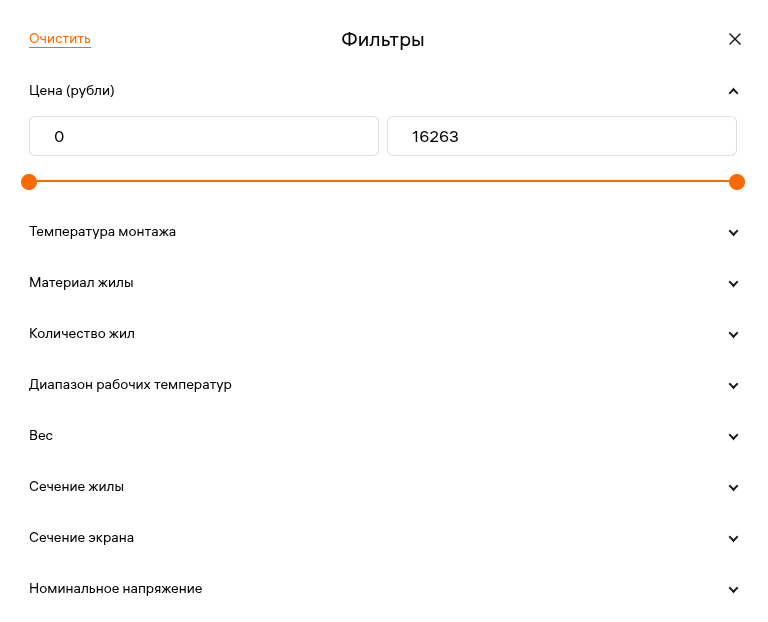 Очистить
Фильтры
Цена (рубли)
0
16263
Температура монтажа
Материал жилы
Количество жил
Диапазон рабочих температур
Вес
Сечение жилы
Сечение экрана
Номинальное напряжение